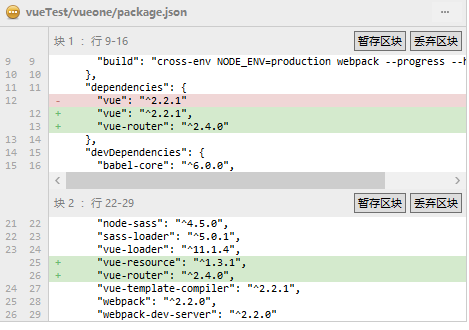 vueTest/vueone/package.json
块 1 : 行 9-16 暂存区块 丢弃区块
9 9 "build": "cross-env NODE_ENV=production webpack --progress --h
10 10 },
11 11 "dependencies": {
12 - "vue": "^2.2.1"
12 + "vue": "^2.2.1",
13 + "vue-router": "^2.4.0"
13 14 },
14 15 "devDependencies": {
15 16 "babel-core": "^6.0.0",
块 2 : 行 22-29 暂存区块 丢弃区块
21 22 "node-sass": "^4.5.0",
22 23 "sass-loader": "^5.0.1",
23 24 "vue-loader": "^11.1.4",
25 + "vue-resource": "^1.3.1",
26 + "vue-router": "^2.4.0",
24 27 "vue-template-compiler": "^2.2.1",
25 28 "webpack": "^2.2.0",
26 29 "webpack-dev-server": "^2.2.0"